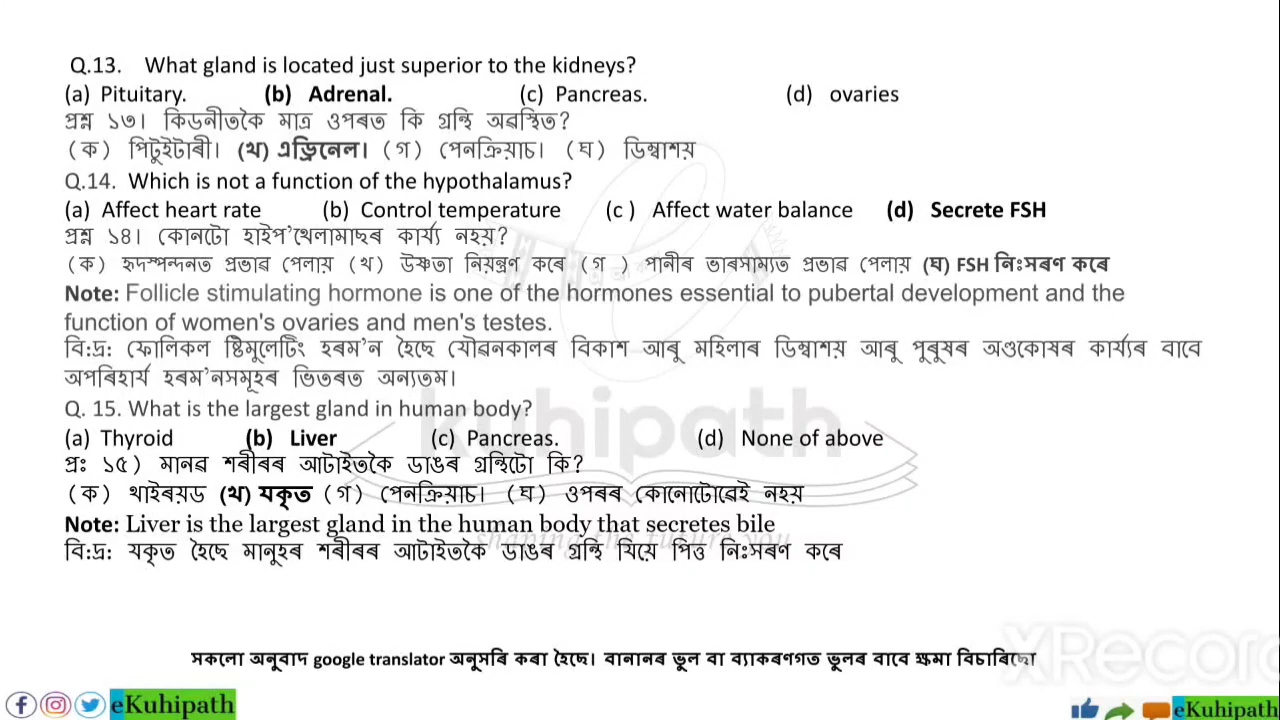 Q.13. What gland is located just superior to the kidneys?
(a) Pituitary. (b) Adrenal. (c) Pancreas. (d) ovaries
প্ৰশ্ন ১৩। কিডনীতকৈ মাত্ৰ ওপৰত কি গ্ৰন্থি অৱস্থিত?
(ক) পিটুইটাৰী। (খ) এড্ৰিনেল। (গ) পেনক্ৰিয়াচ। (ঘ) ডিম্বাশয়
Q.14. Which is not a function of the hypothalamus?
(a) Affect heart rate (b) Control temperature (c ) Affect water balance (d) Secrete FSH
প্ৰশ্ন ১৪। কোনটো হাইপ'থেলামাছৰ কাৰ্য্য নহয়?
(ক) হৃদস্পন্দনত প্ৰভাৱ পেলায় (খ) উষ্ণতা নিয়ন্ত্ৰণ কৰে (গ ) পানীৰ ভাৰসাম্যত প্ৰভাৱ পেলায় (ঘ) FSH নিঃসৰণ কৰে
Note: Follicle stimulating hormone is one of the hormones essential to pubertal development and the
function of women's ovaries and men's testes.
বি:দ্ৰ: ফোলিকল ষ্টিমুলেটিং হৰম'ন হৈছে যৌৱনকালৰ বিকাশ আৰু মহিলাৰ ডিম্বাশয় আৰু পুৰুষৰ অণ্ডকোষৰ কাৰ্য্যৰ বাবে
অপৰিহাৰ্য হৰম'নসমূহৰ ভিতৰত অন্যতম।
Q. 15. What is the largest gland in human body?
(a) Thyroid (b) Liver (c) Pancreas. (d) None of above
প্ৰঃ ১৫) মানৱ শৰীৰৰ আটাইতকৈ ডাঙৰ গ্ৰন্থিটো কি?
(ক) থাইৰয়ড (খ) যকৃত (গ) পেনক্ৰিয়াচ। (ঘ) ওপৰৰ কোনোটোৱেই নহয়
Note: Liver is the largest gland in the human body that secretes bile
বি:দ্ৰ: যকৃত হৈছে মানুহৰ শৰীৰৰ আটাইতকৈ ডাঙৰ গ্ৰন্থি যিয়ে পিত্ত নিঃসৰণ কৰে
kuhipath
shaping the future you
সকলো অনুবাদ google translator অনুসৰি কৰা হৈছে। বানানৰ ভুল বা ব্যাকৰণগত ভুলৰ বাবে ক্ষমা বিচাৰিছো
XRecor
eKuhipath
eKuhipath